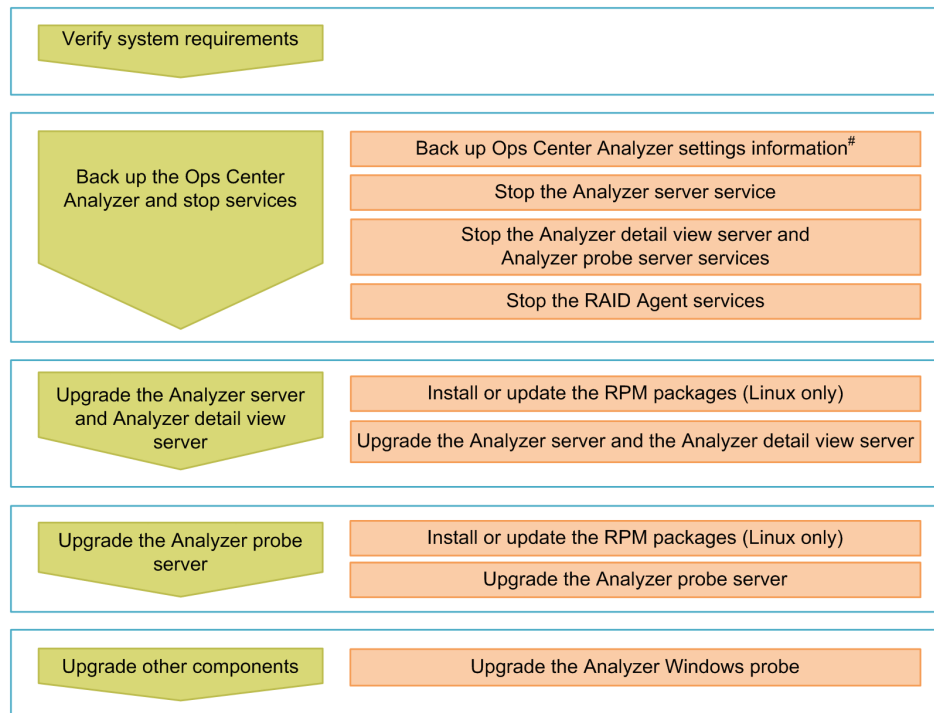 Verify system requirements
Back up the Ops Center
Analyzer and stop services
Back up Ops Center Analyzer settings information#
Stop the Analyzer server service
Stop the Analyzer detail view server and
Analyzer probe server services
Stop the RAID Agent services
Upgrade the Analyzer server
and Analyzer detail view
server
Install or update the RPM packages (Linux only)
Upgrade the Analyzer server and the Analyzer detail view server
Upgrade the Analyzer probe
server
Install or update the RPM packages (Linux only)
Upgrade the Analyzer probe server
Upgrade other components
Upgrade the Analyzer Windows probe